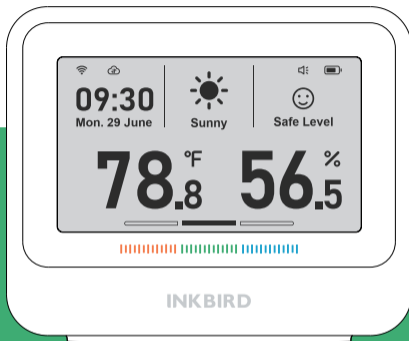 09:30
Mon. 29 June
Sunny
Safe Level
78.8 °F
56.5 %
INKBIRD